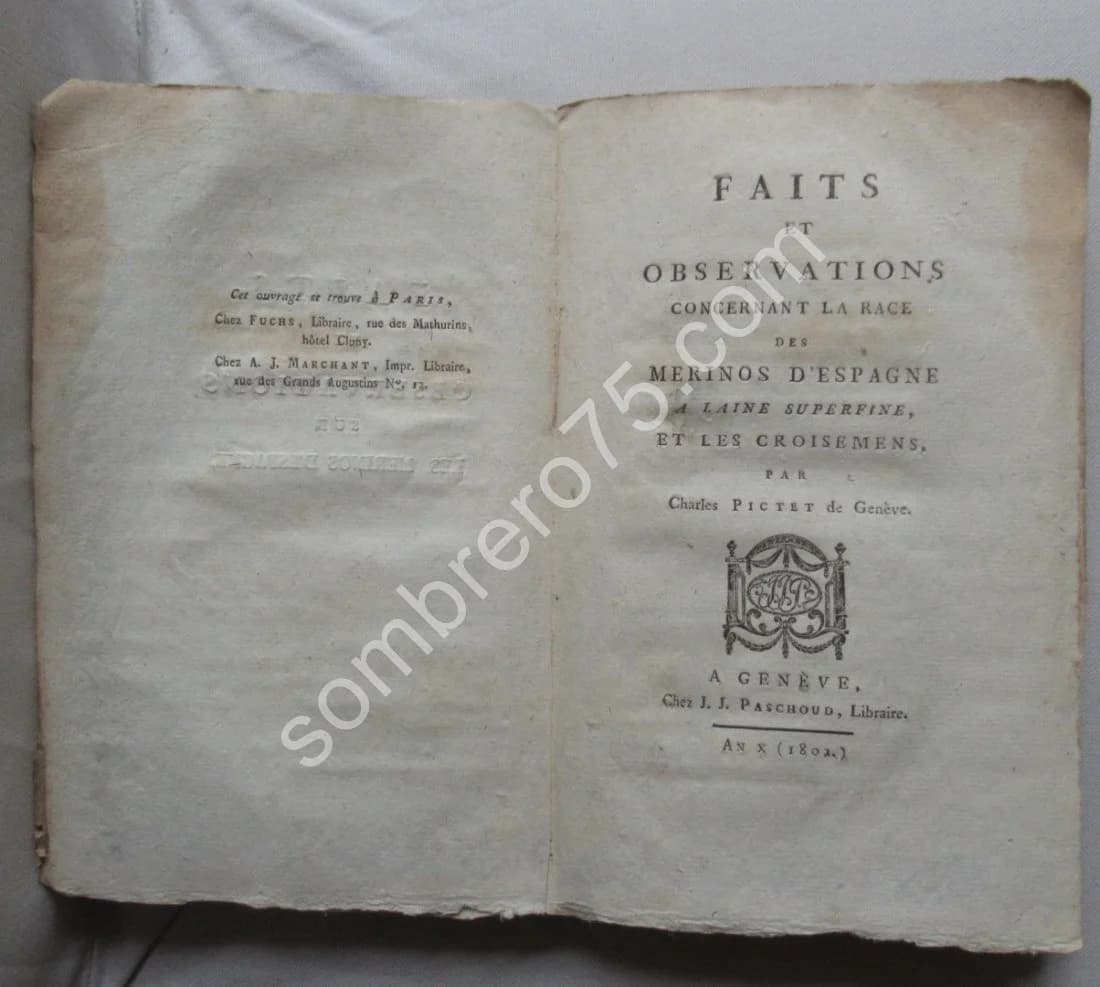 Cet ouvrage se trouve à PARIS,
Chez FUCHS, Libraire, rue des Mathurins,
hôtel Cluny.
Chez A. J. MARCHANT, Impr. Libraire,
rue des Grands Augustins Nº. 12.
FAITS
ET
OBSERVATIONS
CONCERNANT LA RACE
DES
MERINOS D'ESPAGNE
A LAINE SUPERFINE,
ET LES CROISEMENS,
PAR
Charles PICTET de Genève.
JJP
A GENÈVE,
Chez J. J. PASCHOUD, Libraire.
AN X (1802.)
sombrero75.com